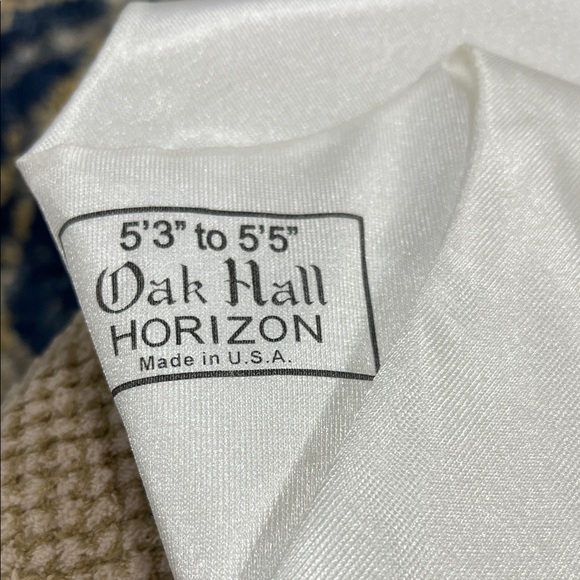 5'3" to 5'5"
Oak Hall
HORIZON
Made in U.S.A.